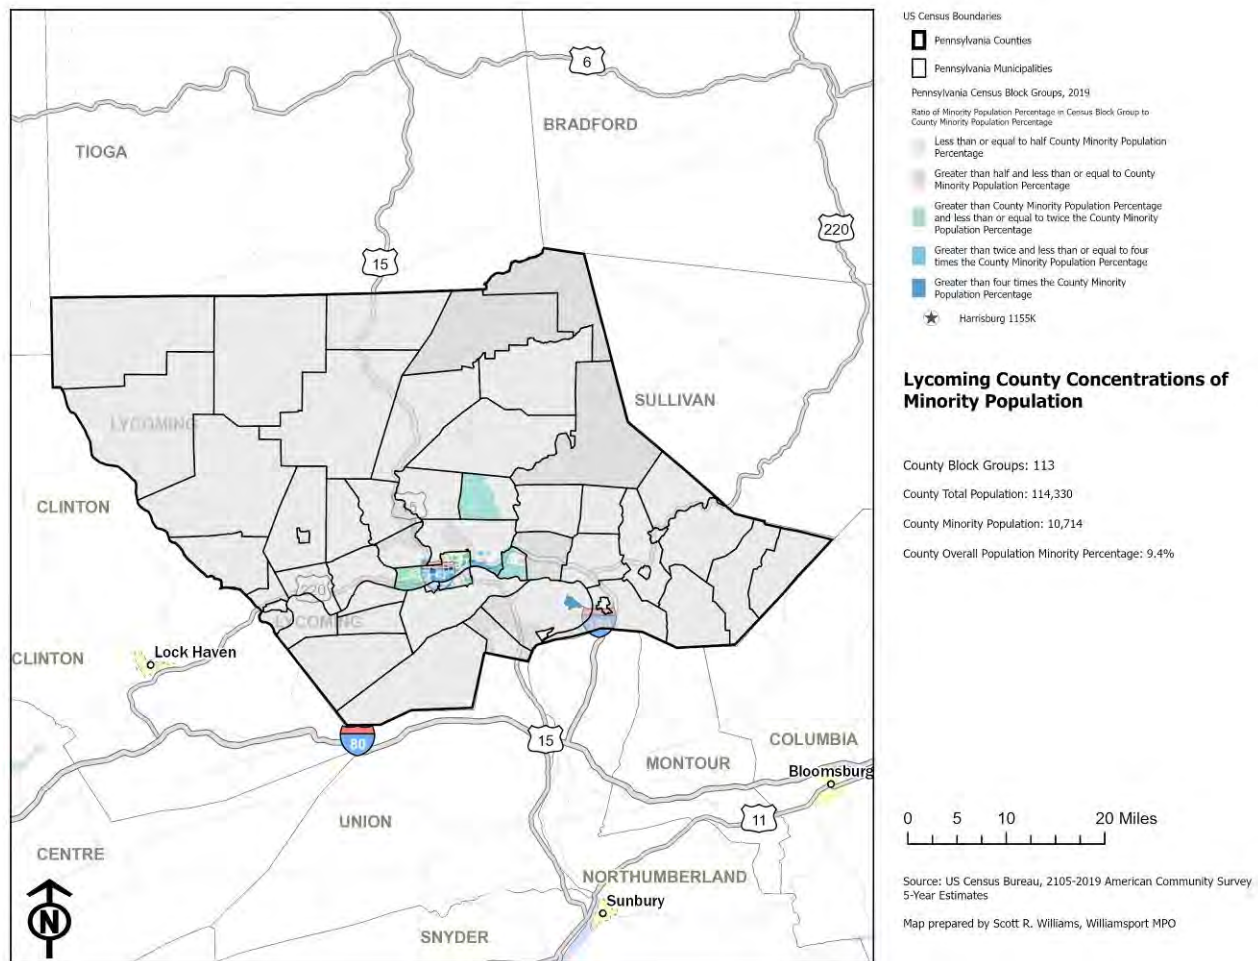 6
BRADFORD
TIOGA
220
15
SULLIVAN
LYCOMING
15
CLINTON
220
LYCOMING
CLINTON
Lock Haven
80
15
COLUMBIA
MONTOUR
Bloomsburg
UNION
11
CENTRE
NORTHUMBERLAND
Sunbury
N
SNYDER
US Census Boundaries
Pennsylvania Counties
Pennsylvania Municipalities
Pennsylvania Census Block Groups, 2019
Ratio of Minority Population Percentage in Census Block Group to
County Minority Population Percentage
Less than or equal to half County Minority Population
Percentage
Greater than half and less than or equal to County
Minority Population Percentage
Greater than County Minority Population Percentage
and less than or equal to twice the County Minority
Population Percentage
Greater than twice and less than or equal to four
times the County Minority Population Percentage
Greater than four times the County Minority
Population Percentage
Harrisburg 1155K
Lycoming County Concentrations of
Minority Population
County Block Groups: 113
County Total Population: 114,330
County Minority Population: 10,714
County Overall Population Minority Percentage: 9.4%
0 5 10 20 Miles
Source: US Census Bureau, 2105-2019 American Community Survey
5-Year Estimates
Map prepared by Scott R. Williams, Williamsport MPO